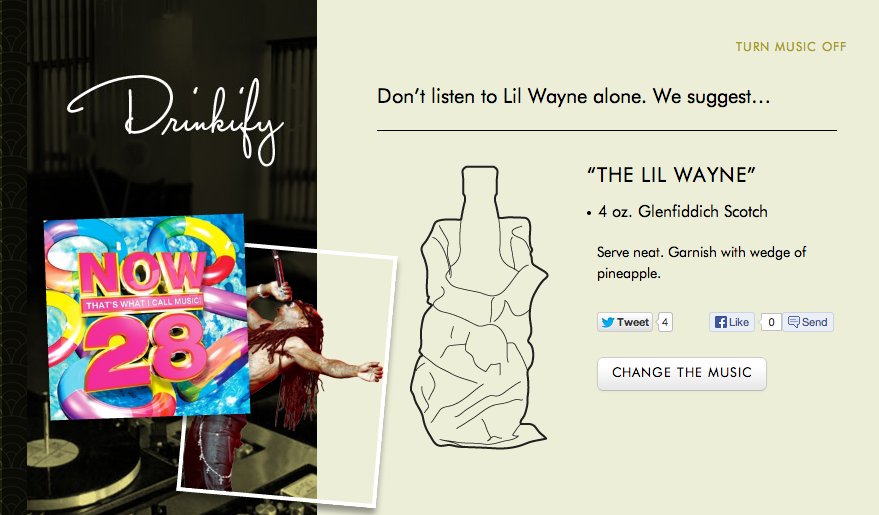 TURN MUSIC OFF
Drinkify
Don't listen to Lil Wayne alone. We suggest...
NOW
THAT'S WHAT I CALL MUSIC!
28
"THE LIL WAYNE"
• 4 oz. Glenfiddich Scotch
Serve neat. Garnish with wedge of
pineapple.
Tweet 4 Like 0 Send
CHANGE THE MUSIC